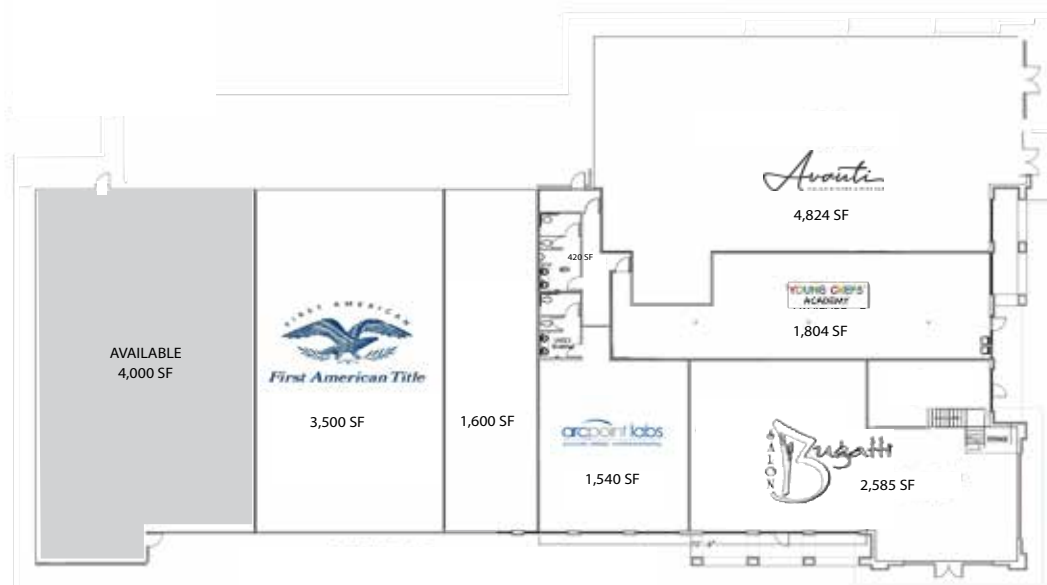 Avanti
4,824 SF
420 SF
YOUNG CHEFS
ACADEMY
1,804 SF
FIRST AMERICAN
First American Title
3,500 SF
AVAILABLE
4,000 SF
1,600 SF
arcpoint labs
1,540 SF
SALON
Bugatti
2,585 SF